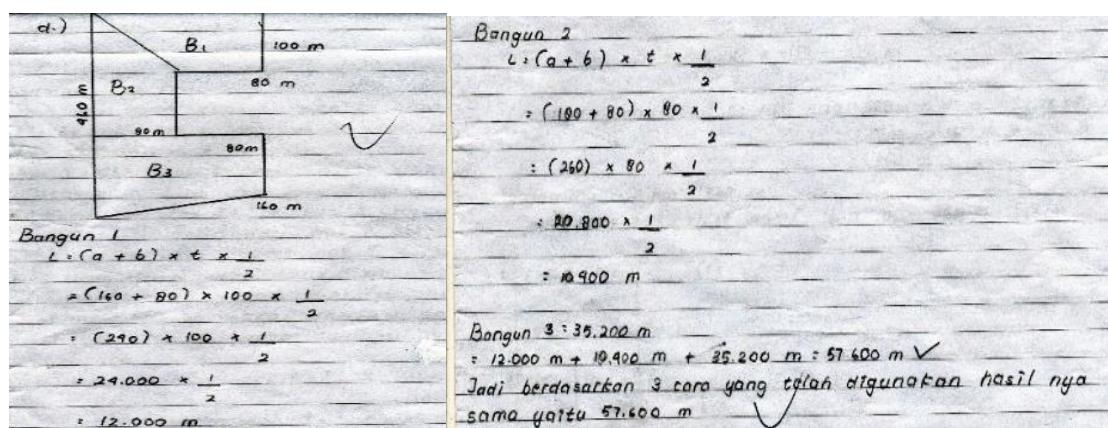 d.)
B1
100 m
80 m
B2
460 m
80m
80m
B3
160 m
Bangun 1
L = (a + b) x t x 1/2
= (160 + 80) x 100 x 1/2
= (240) x 100 x 1/2
= 24.000 x 1/2
= 12.000 m
Bangun 2
L = (a + b) x t x 1/2
= (180 + 80) x 80 x 1/2
= (260) x 80 x 1/2
= 20.800 x 1/2
= 10.400 m
Bangun 3 = 35.200 m
= 12.000 m + 10.400 m + 35.200 m = 57.600 m ✓
Jadi berdasarkan 3 cara yang telah digunakan hasil nya
sama yaitu 57.600 m